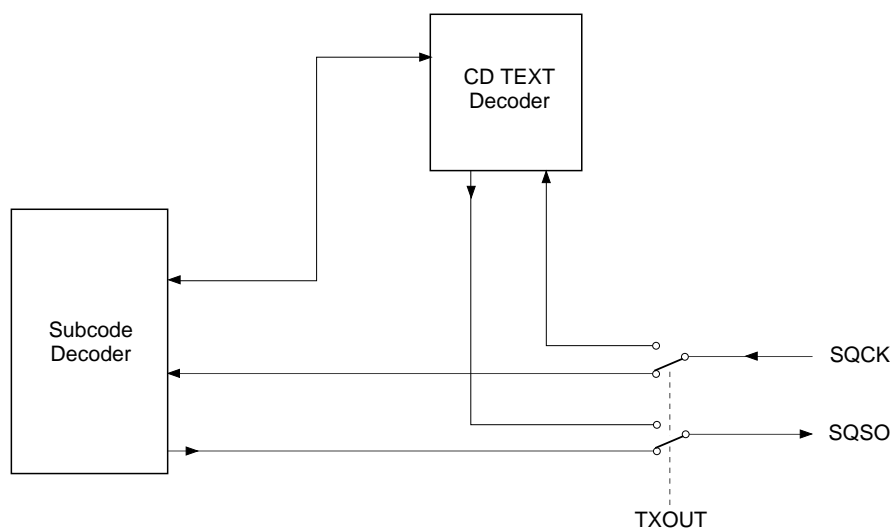 CD TEXT
Decoder
Subcode
Decoder
SQCK
SQSO
TXOUT